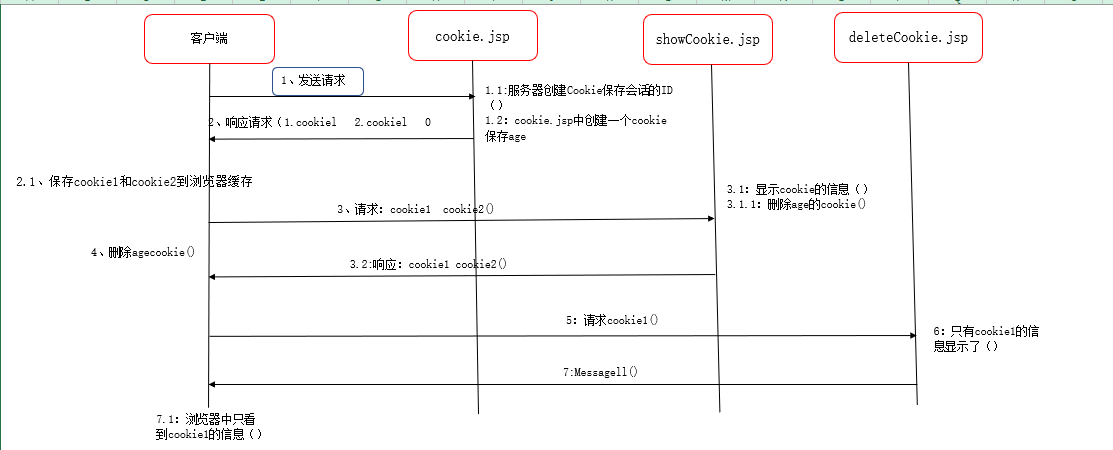 客户端
cookie.jsp
showCookie.jsp
deleteCookie.jsp
1、发送请求
1.1:服务器创建Cookie保存会话的ID
（）
1.2：cookie.jsp中创建一个cookie
保存age
2、响应请求（1.cookie1 2.cookie1 0
2.1、保存cookie1和cookie2到浏览器缓存
3.1：显示cookie的信息（）
3.1.1：删除age的cookie()
3、请求：cookie1 cookie2()
4、删除agecookie()
3.2:响应：cookie1 cookie2()
5：请求cookie1()
6：只有cookie1的信
息显示了（）
7:Message11()
7.1：浏览器中只看
到cookie1的信息（）